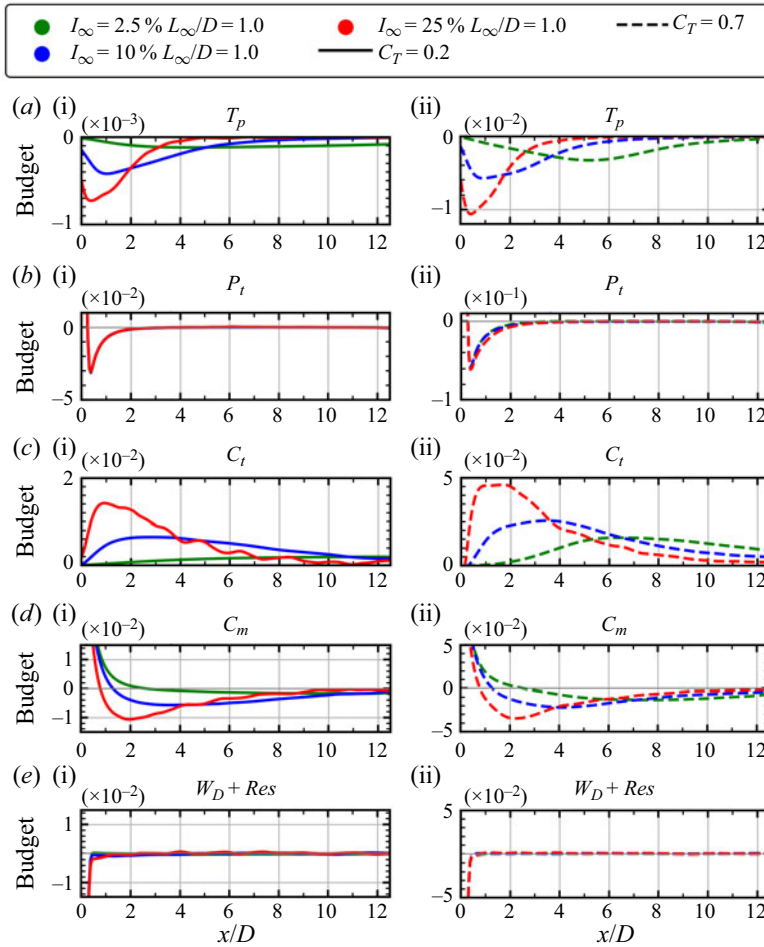 I∞ = 2.5 % L∞/D = 1.0 I∞ = 25 % L∞/D = 1.0 C_T = 0.7
I∞ = 10 % L∞/D = 1.0 C_T = 0.2
(a) (i) T_p (ii) T_p
(×10⁻³) (×10⁻²)
Budget
0 0
−1 −1
0 2 4 6 8 10 12 0 2 4 6 8 10 12
(b) (i) P_t (ii) P_t
(×10⁻²) (×10⁻¹)
Budget
0 0
−5 −1
0 2 4 6 8 10 12 0 2 4 6 8 10 12
(c) (i) C_t (ii) C_t
(×10⁻²) (×10⁻²)
2 5
Budget
0 0
0 2 4 6 8 10 12 0 2 4 6 8 10 12
(d) (i) C_m (ii) C_m
(×10⁻²) (×10⁻²)
1 5
Budget
0 0
−1 −5
0 2 4 6 8 10 12 0 2 4 6 8 10 12
(e) (i) W_D + Res (ii) W_D + Res
(×10⁻²) (×10⁻²)
1 5
Budget
0 0
−1 −5
0 2 4 6 8 10 12 0 2 4 6 8 10 12
x/D x/D